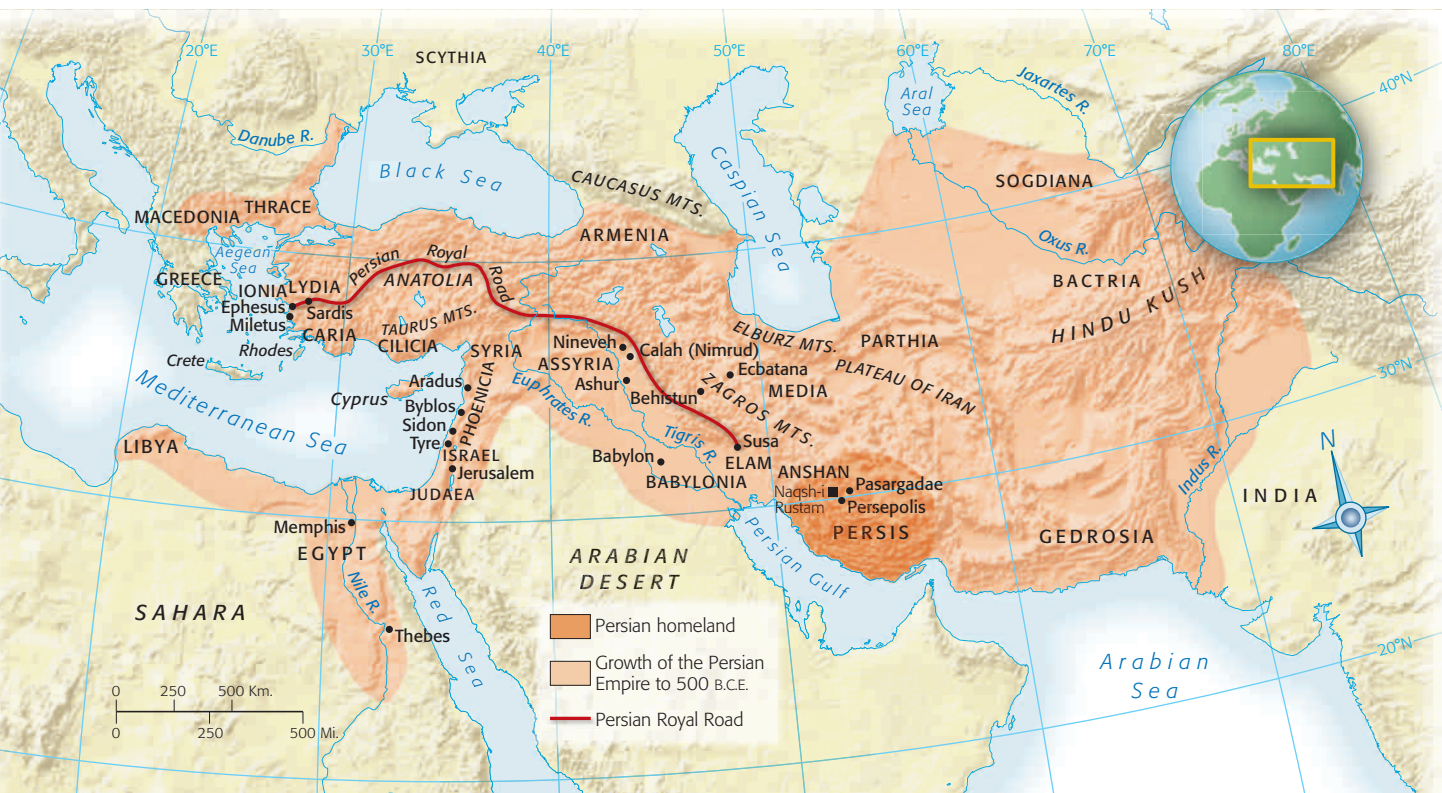 20°E
30°E
40°E
50°E
60°E
70°E
80°E
40°N
30°N
20°N
SCYTHIA
Danube R.
Black Sea
CAUCASUS MTS.
Caspian
Sea
Aral
Sea
Jaxartes R.
SOGDIANA
Oxus R.
BACTRIA
HINDU KUSH
MACEDONIA
THRACE
ARMENIA
Aegean
Sea
GREECE
IONIA
LYDIA
Persian Royal Road
ANATOLIA
Ephesus
Sardis
Miletus
CARIA
TAURUS MTS.
CILICIA
Rhodes
Crete
SYRIA
Nineveh
Calah (Nimrud)
ASSYRIA
Ashur
ELBURZ MTS.
PARTHIA
Ecbatana
MEDIA
PLATEAU OF IRAN
Behistun
ZAGROS MTS.
Mediterranean Sea
Cyprus
Aradus
Byblos
Sidon
Tyre
PHOENICIA
Euphrates R.
Tigris R.
LIBYA
ISRAEL
Jerusalem
JUDAEA
Babylon
BABYLONIA
Susa
ELAM
ANSHAN
Naqsh-i
Rustam
Pasargadae
Persepolis
PERSIS
Indus R.
INDIA
N
GEDROSIA
Memphis
EGYPT
Nile R.
Thebes
SAHARA
Red Sea
ARABIAN
DESERT
Persian Gulf
Arabian
Sea
Persian homeland
Growth of the Persian
Empire to 500 B.C.E.
Persian Royal Road
0 250 500 Km.
0 250 500 Mi.